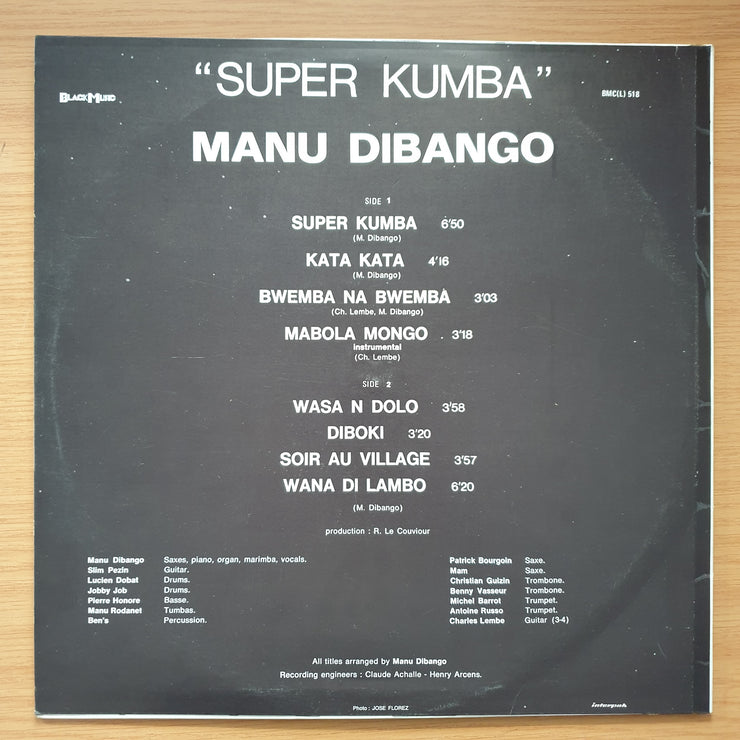 "SUPER KUMBA"
BLACK MUSIC
BMC(L) 518
MANU DIBANGO
SIDE 1
SUPER KUMBA 6'50
(M. Dibango)
KATA KATA 4'16
(M. Dibango)
BWEMBA NA BWEMBA 3'03
(Ch. Lembe, M. Dibango)
MABOLA MONGO 3'18
instrumental
(Ch. Lembe)
SIDE 2
WASA N DOLO 3'58
DIBOKI 3'20
SOIR AU VILLAGE 3'57
WANA DI LAMBO 6'20
(M. Dibango)
production : R. Le Couviour
Manu Dibango Saxes, piano, organ, marimba, vocals.
Slim Pezin Guitar.
Lucien Dobat Drums.
Jobby Job Drums.
Pierre Honore Basse.
Manu Rodanet Tumbas.
Ben's Percussion.
Patrick Bourgoin Saxe.
Mam Saxe.
Christian Guizin Trombone.
Benny Vasseur Trombone.
Michel Barrot Trumpet.
Antoine Russo Trumpet.
Charles Lembe Guitar (3-4)
All titles arranged by Manu Dibango
Recording engineers : Claude Achalle - Henry Arcens.
Photo : JOSE FLOREZ
interpak